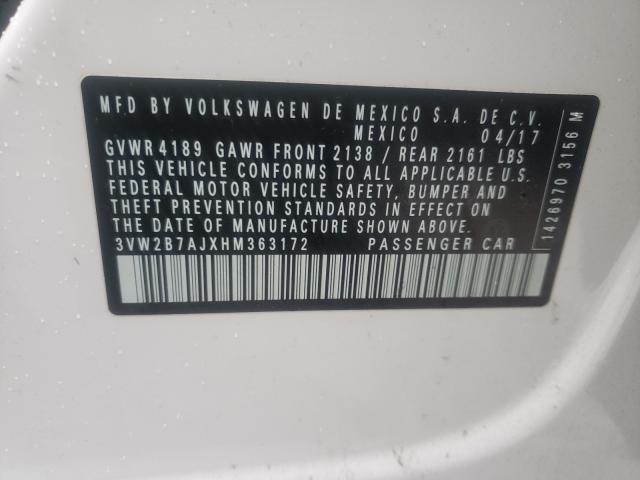 MFD BY VOLKSWAGEN DE MEXICO S.A. DE C.V.
MEXICO 04/17
GVWR 4189 GAWR FRONT 2138 / REAR 2161 LBS
THIS VEHICLE CONFORMS TO ALL APPLICABLE U.S.
FEDERAL MOTOR VEHICLE SAFETY, BUMPER AND
THEFT PREVENTION STANDARDS IN EFFECT ON
THE DATE OF MANUFACTURE SHOWN ABOVE.
3VW2B7AJXHM363172 PASSENGER CAR
1426970 3156 M